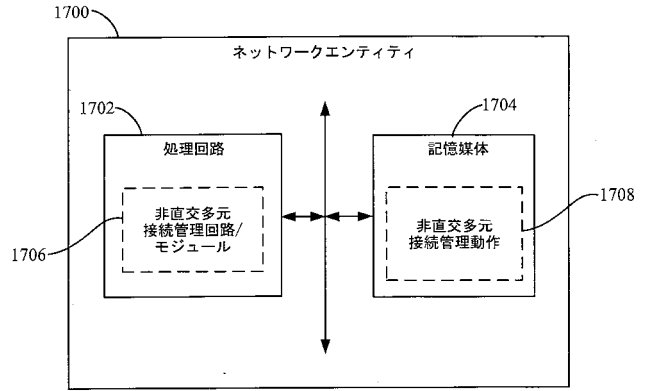 1700
ネットワークエンティティ
1702
処理回路
1704
記憶媒体
非直交多元
接続管理回路/
モジュール
1706
非直交多元
接続管理動作
1708